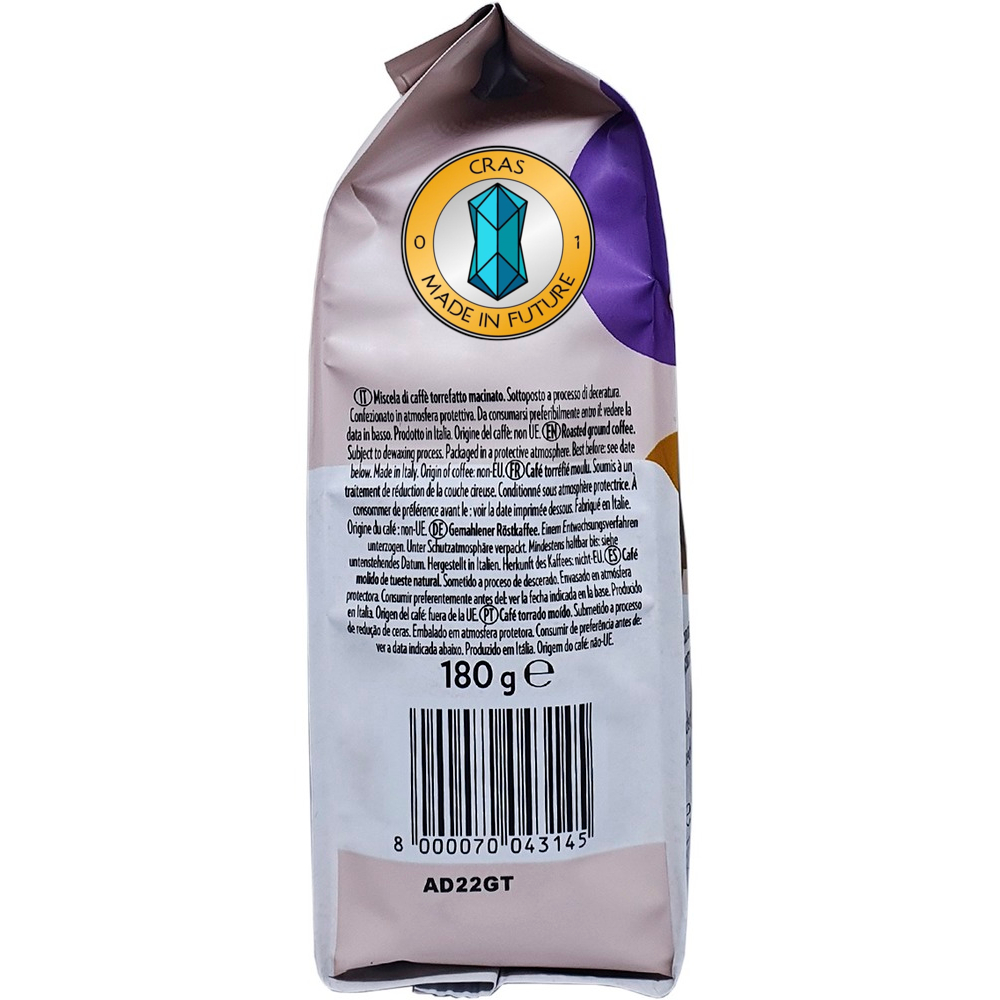 CRAS
0 1
MADE IN FUTURE
IT Miscela di caffè torrefatto macinato. Sottoposto a processo di deceratura.
Confezionato in atmosfera protettiva. Da consumarsi preferibilmente entro il: vedere la
data in basso. Prodotto in Italia. Origine del caffè: non UE. EN Roasted ground coffee.
Subject to dewaxing process. Packaged in a protective atmosphere. Best before: see date
below. Made in Italy. Origin of coffee: non-EU. FR Café torréfié moulu. Soumis à un
traitement de réduction de la couche cireuse. Conditionné sous atmosphère protectrice. À
consommer de préférence avant le : voir la date imprimée dessous. Fabriqué en Italie.
Origine du café : non-UE. DE Gemahlener Röstkaffee. Einem Entwachsungsverfahren
unterzogen. Unter Schutzatmosphäre verpackt. Mindestens haltbar bis: siehe
untenstehendes Datum. Hergestellt in Italien. Herkunft des Kaffees: nicht-EU. ES Café
molido de tueste natural. Sometido a proceso de descerado. Envasado en atmósfera
protectora. Consumir preferentemente antes del: ver la fecha indicada en la base. Producido
en Italia. Origen del café: fuera de la UE. PT Café torrado moído. Submetido a processo
de redução de ceras. Embalado em atmosfera protetora. Consumir de preferência antes de:
ver a data indicada abaixo. Produzido em Itália. Origem do café: não-UE.
180 g ℮
8 000070 043145
AD22GT